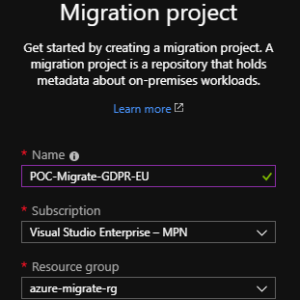 Migration project
Get started by creating a migration project. A
migration project is a repository that holds
metadata about on-premises workloads.
Learn more
* Name
POC-Migrate-GDPR-EU
* Subscription
Visual Studio Enterprise – MPN
* Resource group
azure-migrate-rg